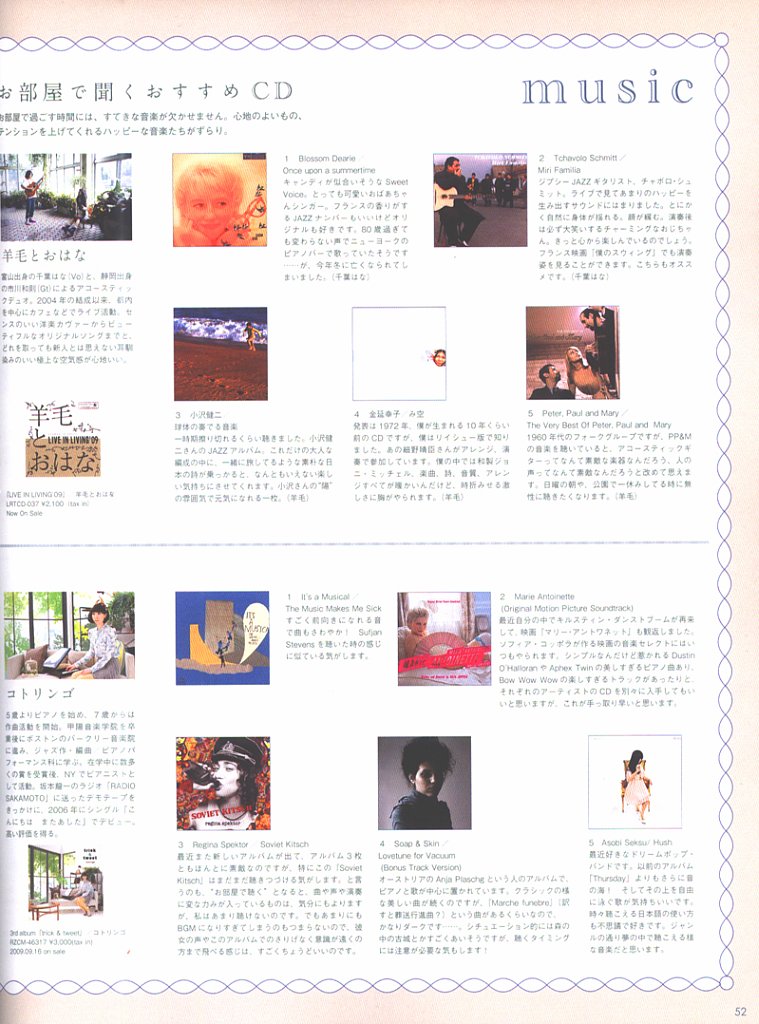 お部屋で聞くおすすめCD
music
お部屋で過ごす時間には、すてきな音楽が欠かせません。心地のよいもの、
テンションを上げてくれるハッピーな音楽たちがずらり。
羊毛とおはな
富山出身の千葉はな(Vo)と、静岡出身
の市川和則(Gt)によるアコースティッ
クデュオ。2004年の結成以来、都内
を中心にカフェなどでライブ活動。セ
ンスのいい洋楽カヴァーからビュー
ティフルなオリジナルソングまでと、
どれを取っても新人とは思えない耳馴
染みのいい極上な空気感が心地いい。
羊毛
と
LIVE IN LIVING'09
おはな
『LIVE IN LIVING'09』 羊毛とおはな
LRTCD-037 ¥2,100 (tax in)
Now On Sale
1 Blossom Dearie／
Once upon a summertime
キャンディが似合いそうなSweet
Voice。とっても可愛いおばあちゃ
んシンガー。フランスの香りがす
るJAZZナンバーもいいけどオリ
ジナルも好きです。80歳過ぎて
も変わらない声でニューヨークの
ピアノバーで歌っていたそうです
……が、今年冬に亡くなられてし
まいました。(千葉はな)
2 Tchavolo Schmitt／
Miri Familia
ジプシーJAZZギタリスト、チャボロ・シュ
ミット。ライブで見てあまりのハッピーを
生み出すサウンドにはまりました。とにか
く自然に身体が揺れる、顔が緩む。演奏後
は必ず大笑いするチャーミングなおじちゃ
ん。きっと心から楽しんでいるのでしょう。
フランス映画「僕のスウィング」でも演奏
姿を見ることができます。こちらもオスス
メです。(千葉はな)
3 小沢健二／
球体の奏でる音楽
一時期擦り切れるくらい聴きました。小沢健
二さんのJAZZアルバム。これだけの大人な
編成の中に、一緒に旅してるような素朴な日
本の詩が乗っかると、なんともいえない楽し
い気持ちにさせてくれます。小沢さんの“陽”
の雰囲気で元気になれる一枚。(羊毛)
4 金延幸子 み空
発表は1972年、僕が生まれる10年くらい
前のCDですが、僕はリイシュー版で知り
ました。あの細野晴臣さんがアレンジ、演
奏で参加しています。僕の中では和製ジョ
ニ・ミッチェル、楽曲、詩、音質、アレン
ジすべてが暖かいんだけど、時折みせる激
しさに胸がやられます。(羊毛)
5 Peter, Paul and Mary／
The Very Best Of Peter, Paul and Mary
1960年代のフォークグループですが、PP&M
の音楽を聴いていると、アコースティックギ
ターってなんて素敵な楽器なんだろう、人の
声ってなんて素敵なんだろうと改めて思えま
す。日曜の朝や、公園で一休みしてる時に無
性に聴きたくなります。(羊毛)
コトリンゴ
5歳よりピアノを始め、7歳からは
作曲活動を開始。甲陽音楽学院を卒
業後にボストンのバークリー音楽院
に進み、ジャズ作・編曲、ピアノパ
フォーマンス科に学ぶ。在学中に数多
くの賞を受賞後、NYでピアニストと
して活動。坂本龍一のラジオ「RADIO
SAKAMOTO」に送ったデモテープを
きっかけに、2006年にシングル「こ
んにちは またあした」でデビュー。
高い評価を得る。
trick & tweet
3rd album「trick & tweet」 コトリンゴ
RZCM-46317 ¥3,000(tax in)
2009.09.16 on sale
1 It's a Musical／
The Music Makes Me Sick
すごく前向きになれる音
で曲もさわやか！ Sufjan
Stevensを聴いた時の感じ
に似ている気がします。
2 Marie Antoinette
(Original Motion Picture Soundtrack)
最近自分の中でキルスティン・ダンストブームが再来
して、映画「マリー・アントワネット」も観返しました。
ソフィア・コッポラが作る映画の音楽セレクトにはい
つもやられます。シンプルなんだけど惹かれるDustin
O'HalloranやAphex Twinの美しすぎるピアノ曲あり、
Bow Wow Wowの楽しすぎるトラックがあったりと、
それぞれのアーティストのCDを別々に入手してもい
いと思いますが、これが手っ取り早いと思います。
SOVIET KITSCH
regina spektor
3 Regina Spektor Soviet Kitsch
最近また新しいアルバムが出て、アルバム3枚
ともほんとに素敵なのですが、特にこの「Soviet
Kitsch」はまだまだ聴きつづける気がします。と言
うのも、“お部屋で聴く”となると、曲や声や演奏
に変な力みが入っているものは、気分にもよります
が、私はあまり聴けないのです。でもあまりにも
BGMになりすぎてしまうのもつまらないので、彼
女の声やこのアルバムでのさりげなく意識が遠くの
方まで飛べる感じは、すごくちょうどいいのです。
4 Soap & Skin／
Lovetune for Vacuum
(Bonus Track Version)
オーストリアのAnja Plaschgという人のアルバムで、
ピアノと歌が中心に置かれています。クラシックの様
な美しい曲が続くのですが、「Marche funebre」(訳
すと葬送行進曲？)という曲があるくらいなので、
かなりダークです……。シチュエーション的には森の
中の古城とかすごくあいそうですが、聴くタイミング
には注意が必要な気もします！
5 Asobi Seksu/ Hush
最近好きなドリームポップ・
バンドです。以前のアルバム
「Thursday」よりもさらに音
の海！ そしてその上を自由
に泳ぐ歌が気持ちいいです。
時々聴こえる日本語の使い方
も不思議で好きです。ジャン
ルの通り夢の中で聴こえる様
な音楽だと思います。
52